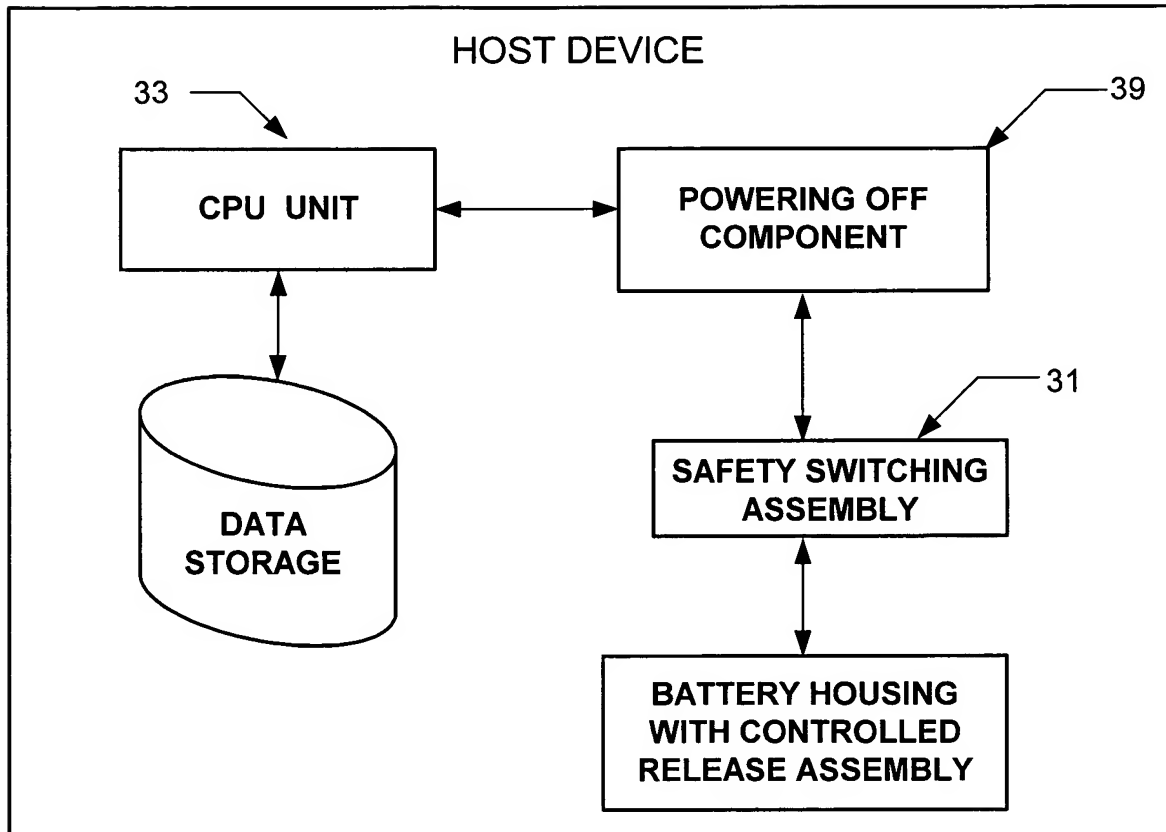 HOST DEVICE
33
39
CPU UNIT
POWERING OFF
COMPONENT
31
SAFETY SWITCHING
ASSEMBLY
DATA
STORAGE
BATTERY HOUSING
WITH CONTROLLED
RELEASE ASSEMBLY